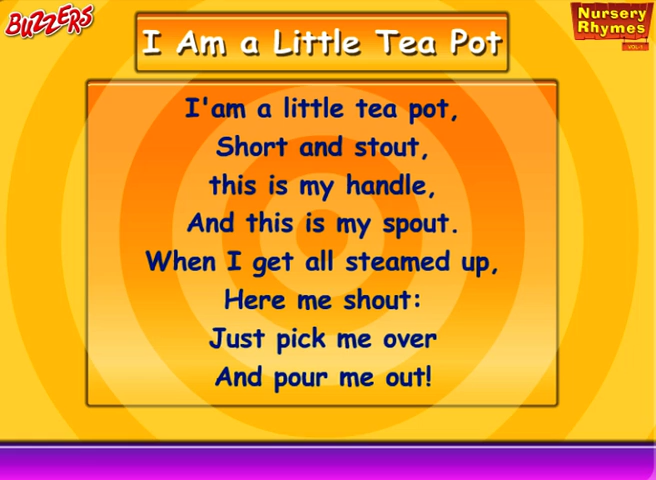 BUZZERS
Nursery
Rhymes
VOL-1
I Am a Little Tea Pot
I'am a little tea pot,
Short and stout,
this is my handle,
And this is my spout.
When I get all steamed up,
Here me shout:
Just pick me over
And pour me out!